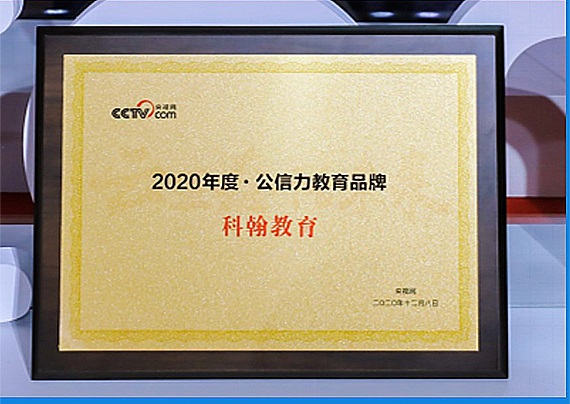 CCTV.com 央视网
2020年度·公信力教育品牌
科翰教育
央视网
二〇二〇年十二月八日